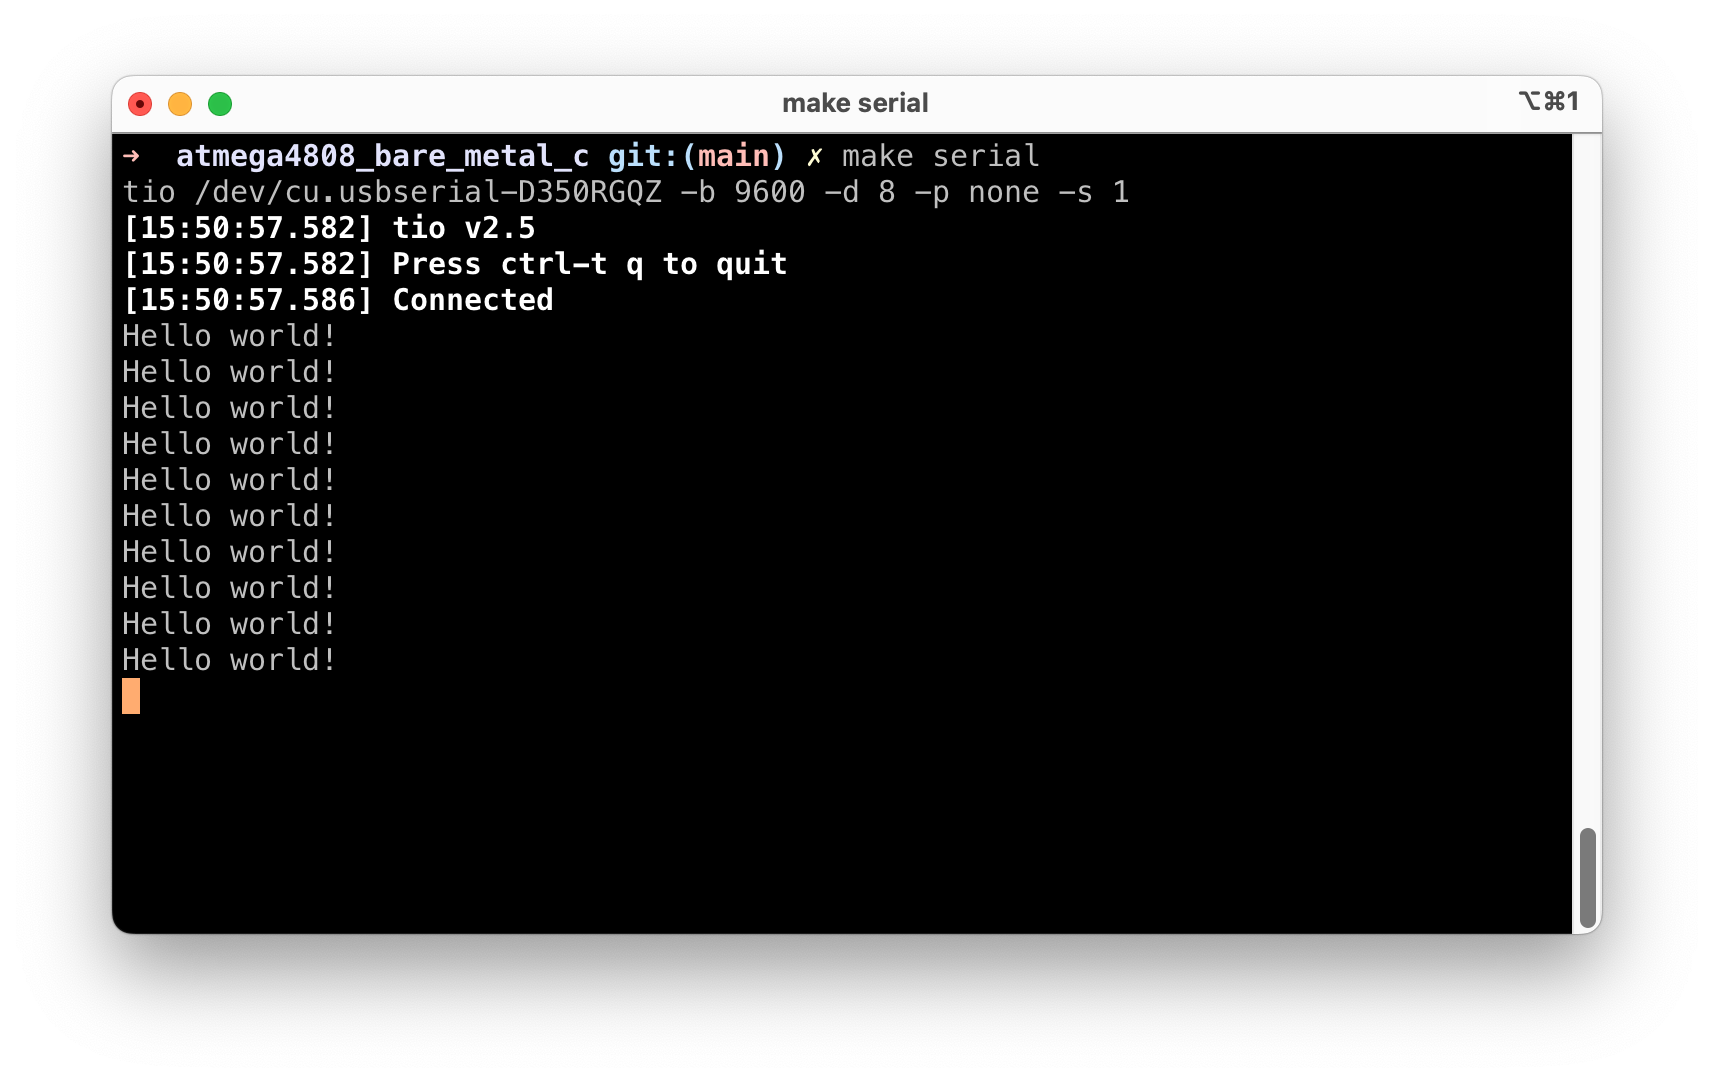 make serial
⌥⌘1
➜  atmega4808_bare_metal_c git:(main) ✗ make serial
tio /dev/cu.usbserial-D350RGQZ -b 9600 -d 8 -p none -s 1
[15:50:57.582] tio v2.5
[15:50:57.582] Press ctrl-t q to quit
[15:50:57.586] Connected
Hello world!
Hello world!
Hello world!
Hello world!
Hello world!
Hello world!
Hello world!
Hello world!
Hello world!
Hello world!